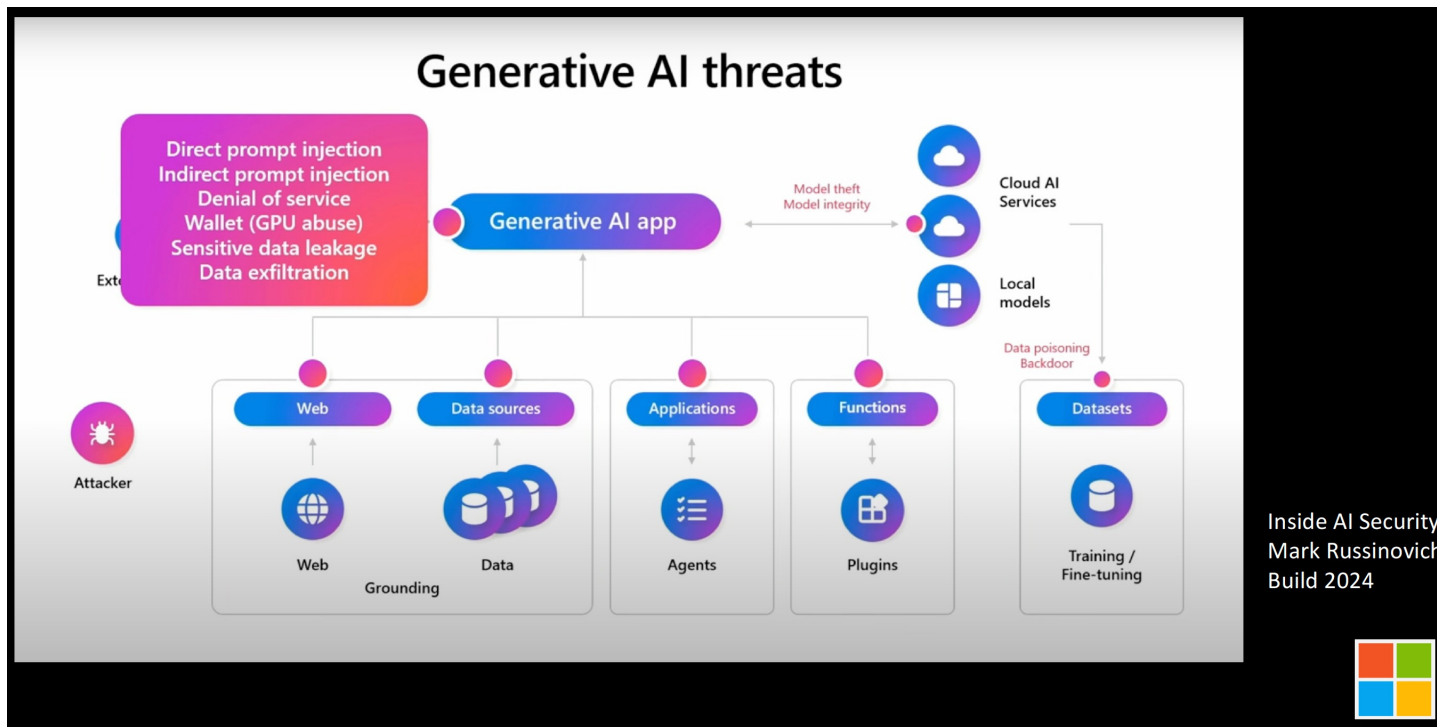 Generative AI threats
Direct prompt injection
Indirect prompt injection
Denial of service
Wallet (GPU abuse)
Sensitive data leakage
Data exfiltration
Generative AI app
Model theft
Model integrity
Cloud AI
Services
Local
models
Data poisoning
Backdoor
Web
Data sources
Applications
Functions
Datasets
Attacker
Web
Data
Grounding
Agents
Plugins
Training /
Fine-tuning
Inside AI Security
Mark Russinovich
Build 2024